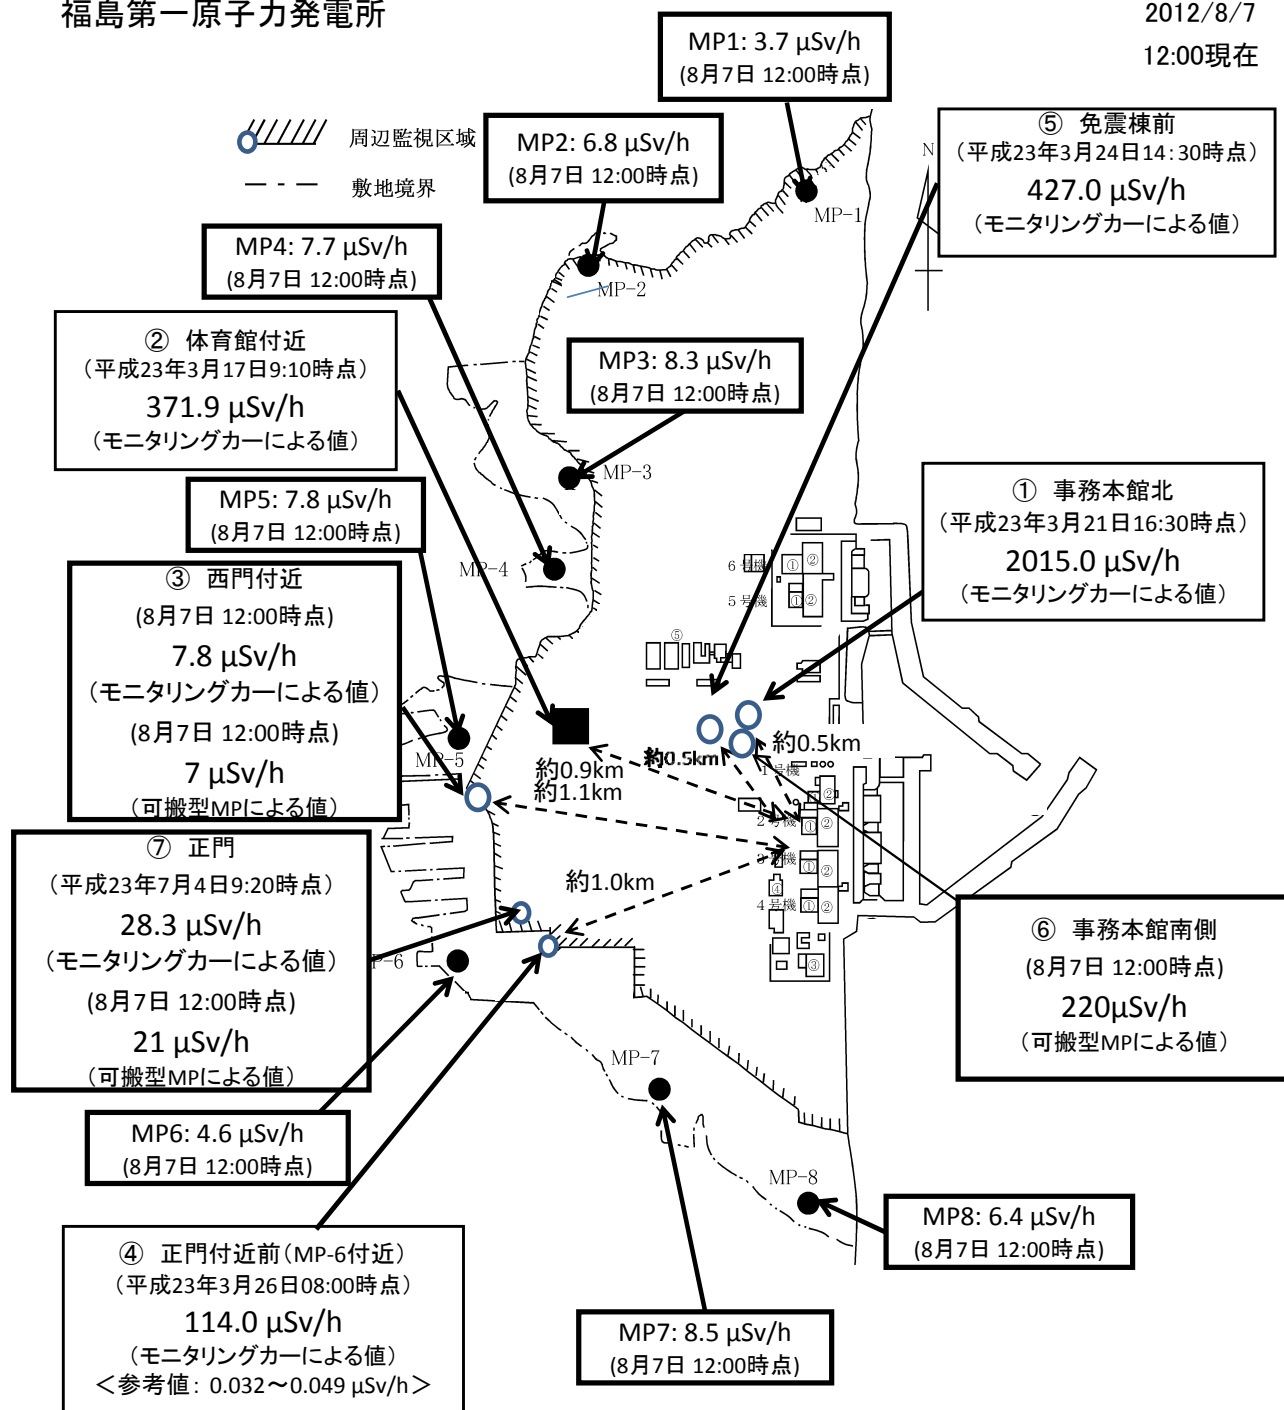 福島第一原子力発電所
2012/8/7
12:00現在
MP1: 3.7 µSv/h
(8月7日 12:00時点)
周辺監視区域
敷地境界
MP2: 6.8 µSv/h
(8月7日 12:00時点)
⑤ 免震棟前
（平成23年3月24日14:30時点）
427.0 µSv/h
（モニタリングカーによる値）
N
MP-1
MP4: 7.7 µSv/h
(8月7日 12:00時点)
MP-2
② 体育館付近
（平成23年3月17日9:10時点）
371.9 µSv/h
（モニタリングカーによる値）
MP3: 8.3 µSv/h
(8月7日 12:00時点)
MP-3
MP5: 7.8 µSv/h
(8月7日 12:00時点)
① 事務本館北
（平成23年3月21日16:30時点）
2015.0 µSv/h
（モニタリングカーによる値）
MP-4
6号機
① ②
5号機
① ②
③ 西門付近
(8月7日 12:00時点)
7.8 µSv/h
（モニタリングカーによる値）
(8月7日 12:00時点)
7 µSv/h
（可搬型MPによる値）
⑤
MP-5
約0.9km
約1.1km
約0.5km
約0.5km
1号機
②
2号機
① ②
3号機
① ②
④
4号機
① ②
③
約1.0km
⑦ 正門
（平成23年7月4日9:20時点）
28.3 µSv/h
（モニタリングカーによる値）
(8月7日 12:00時点)
21 µSv/h
（可搬型MPによる値）
P-6
⑥ 事務本館南側
(8月7日 12:00時点)
220µSv/h
（可搬型MPによる値）
MP-7
MP6: 4.6 µSv/h
(8月7日 12:00時点)
MP-8
MP8: 6.4 µSv/h
(8月7日 12:00時点)
④ 正門付近前（MP-6付近）
（平成23年3月26日08:00時点）
114.0 µSv/h
（モニタリングカーによる値）
＜参考値: 0.032～0.049 µSv/h＞
MP7: 8.5 µSv/h
(8月7日 12:00時点)